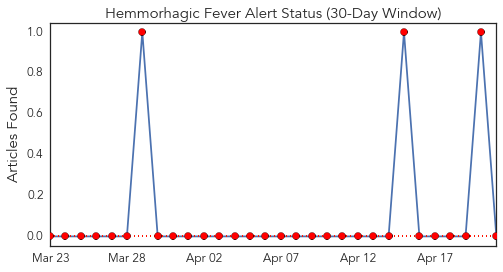 Hemmorhagic Fever Alert Status (30-Day Window)
Articles Found
1.0
0.8
0.6
0.4
0.2
0.0
Mar 23 Mar 28 Apr 02 Apr 07 Apr 12 Apr 17